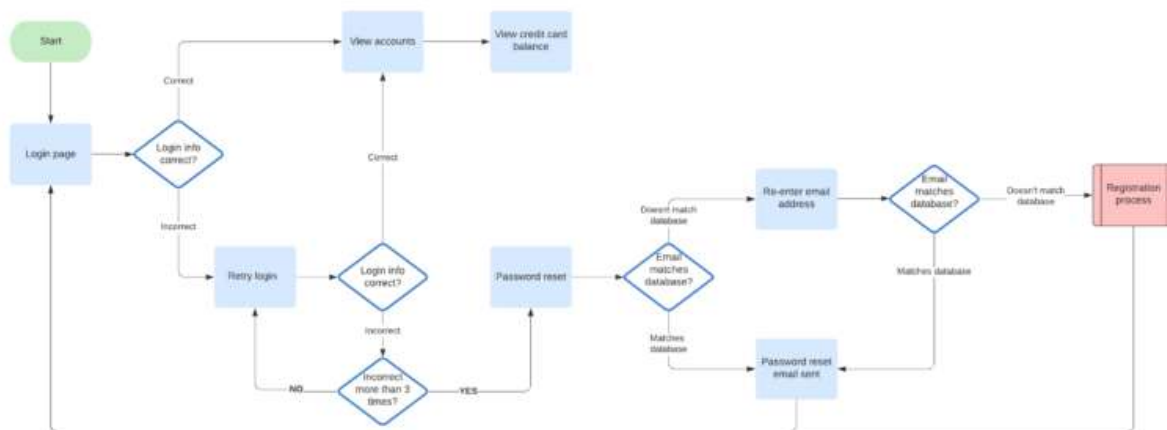 Start
View accounts
View credit card
balance
Correct
Login page
Login info
correct?
Correct
Incorrect
Retry login
Login info
correct?
Incorrect
NO
Incorrect
more than 3
times?
YES
Password reset
Email
matches
database?
Doesn't match
database
Matches
database
Re-enter email
address
Email
matches
database?
Doesn't match
database
Registration
process
Matches database
Password reset
email sent